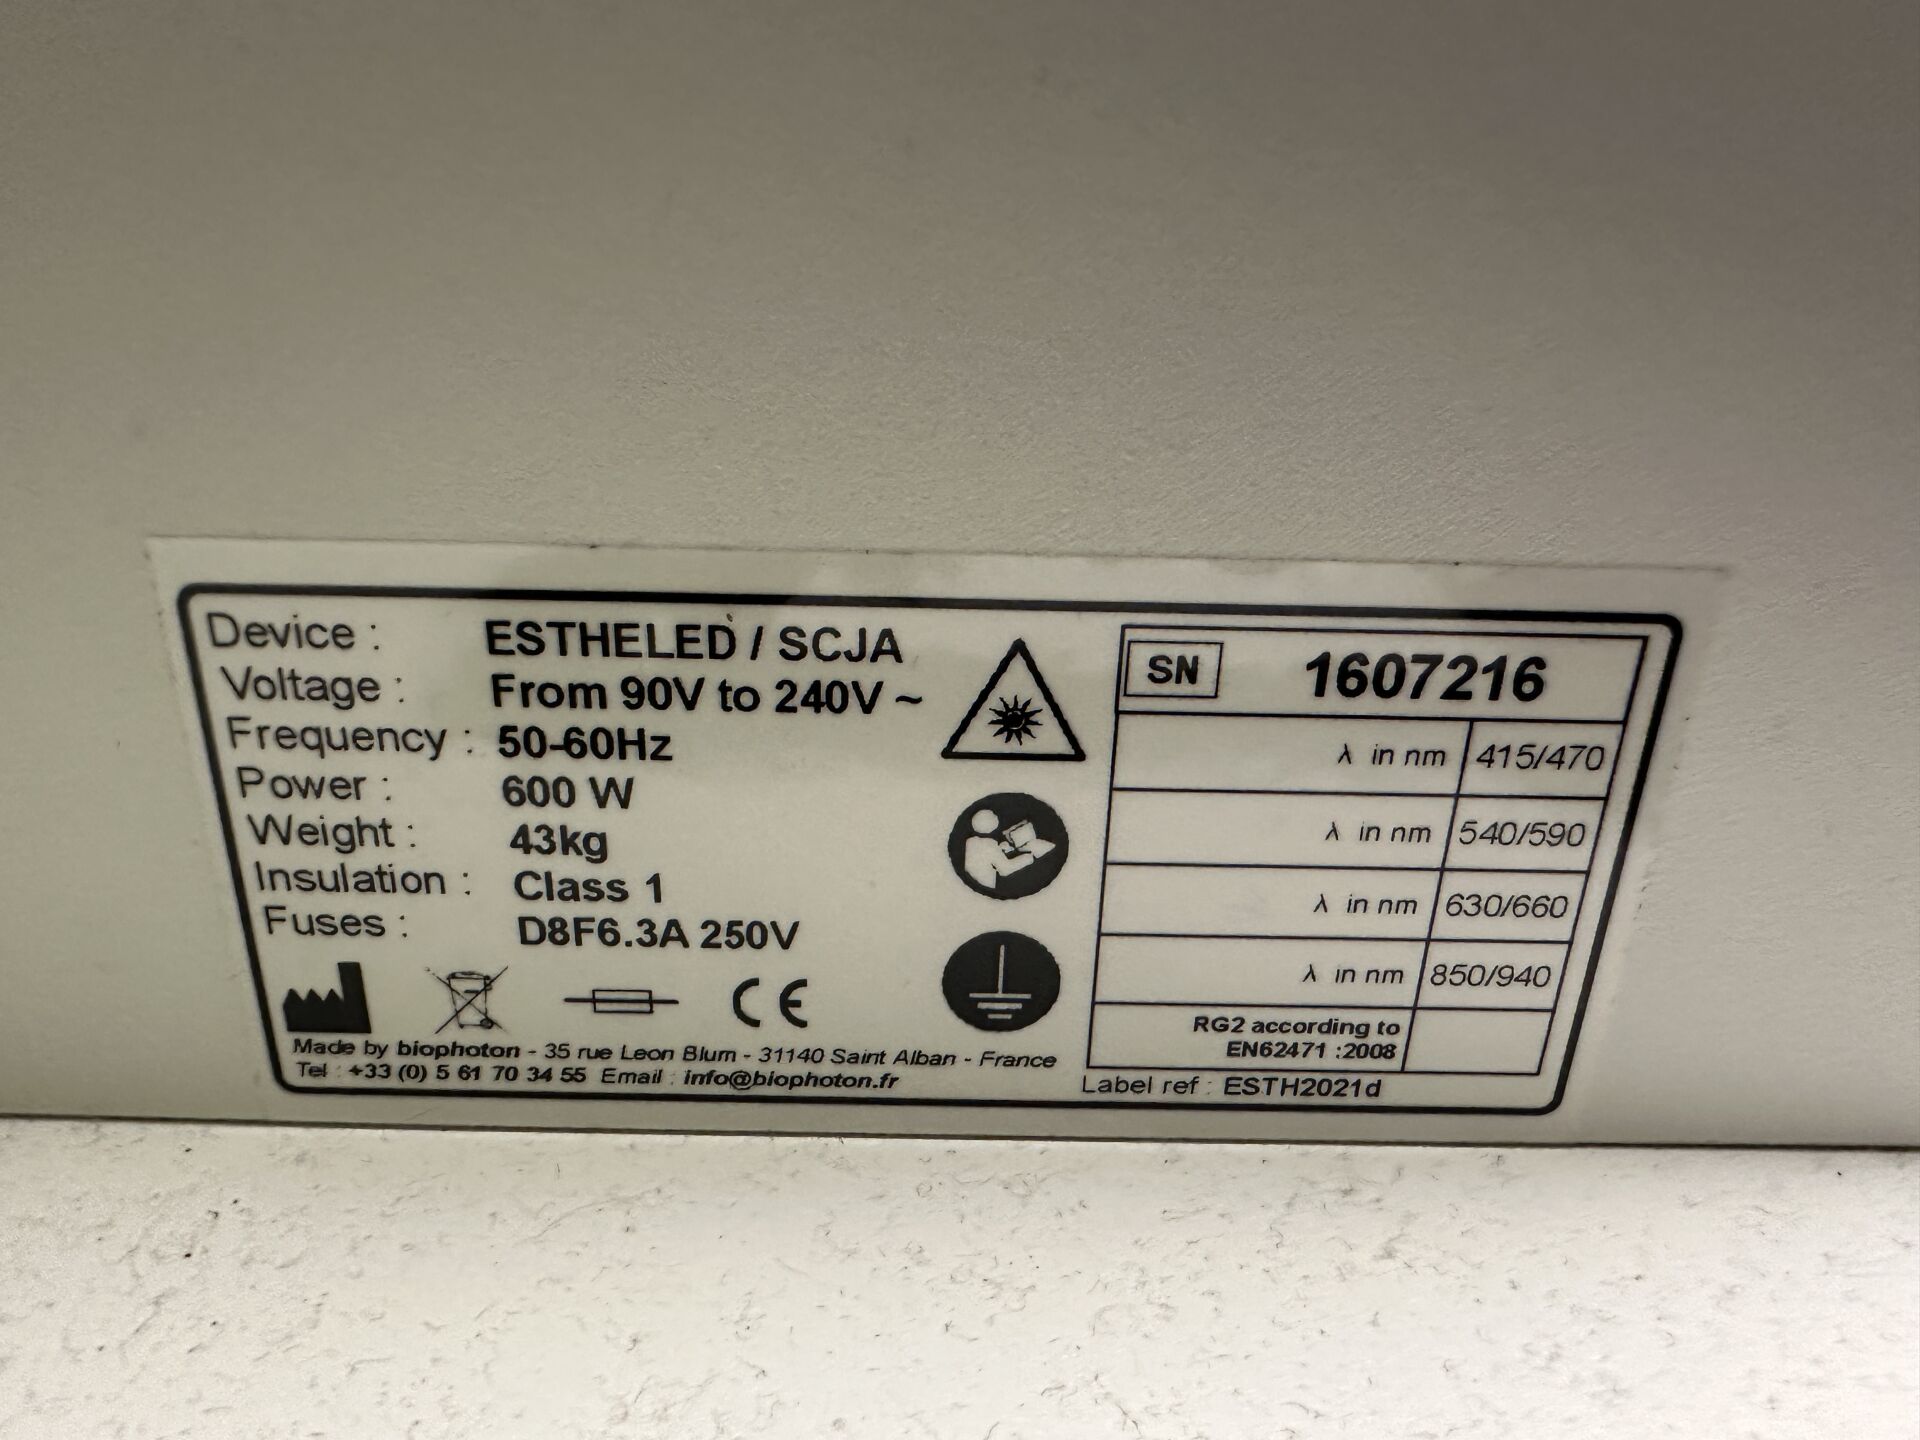 Device : ESTHELED / SCJA
Voltage : From 90V to 240V ~
Frequency : 50-60Hz
Power : 600 W
Weight : 43kg
Insulation : Class 1
Fuses : D8F6.3A 250V
CE
Made by biophoton - 35 rue Leon Blum - 31140 Saint Alban - France
Tel : +33 (0) 5 61 70 34 55 Email : info@biophoton.fr
SN 1607216
λ in nm 415/470
λ in nm 540/590
λ in nm 630/660
λ in nm 850/940
RG2 according to
EN62471 :2008
Label ref : ESTH2021d